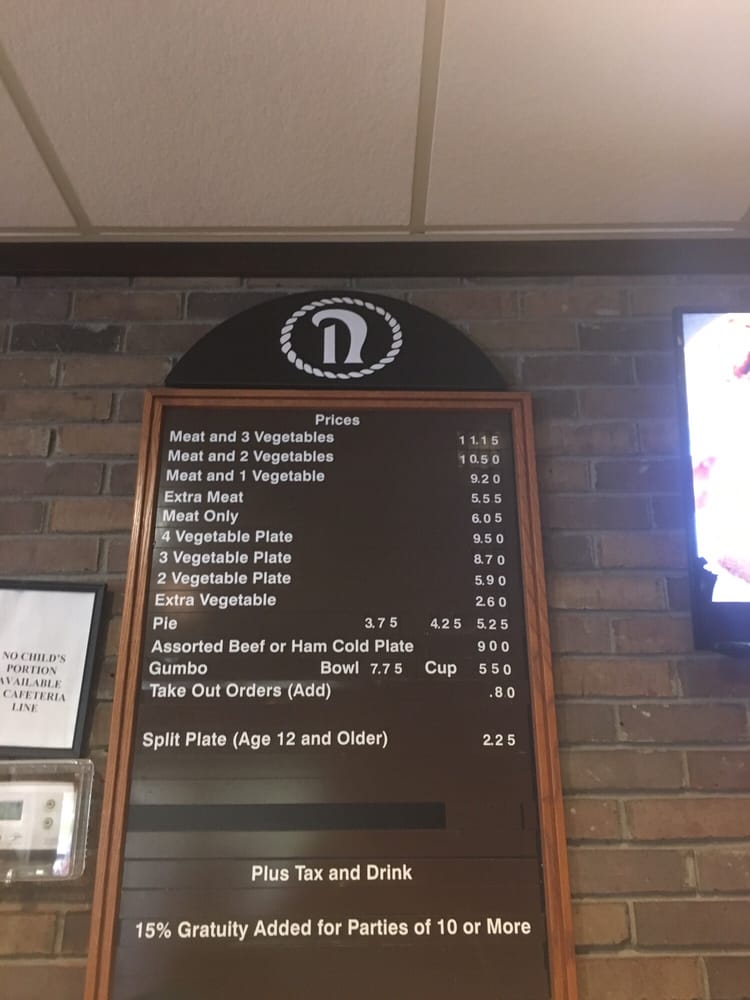 n
Prices
Meat and 3 Vegetables 11.15
Meat and 2 Vegetables 10.50
Meat and 1 Vegetable 9.20
Extra Meat 5.55
Meat Only 6.05
4 Vegetable Plate 9.50
3 Vegetable Plate 8.70
2 Vegetable Plate 5.90
Extra Vegetable 2.60
Pie 3.75 4.25 5.25
Assorted Beef or Ham Cold Plate 900
Gumbo Bowl 7.75 Cup 550
Take Out Orders (Add) .80
Split Plate (Age 12 and Older) 2.25
Plus Tax and Drink
15% Gratuity Added for Parties of 10 or More
NO CHILD'S
PORTION
AVAILABLE
CAFETERIA
LINE